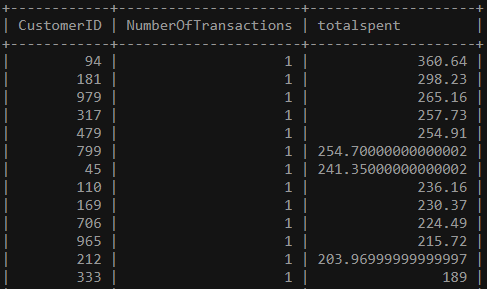 +------------+----------------------+--------------------+
| CustomerID | NumberOfTransactions | totalspent         |
+------------+----------------------+--------------------+
|         94 |                    1 |             360.64 |
|        181 |                    1 |             298.23 |
|        979 |                    1 |             265.16 |
|        317 |                    1 |             257.73 |
|        479 |                    1 |             254.91 |
|        799 |                    1 | 254.70000000000002 |
|         45 |                    1 | 241.35000000000002 |
|        110 |                    1 |             236.16 |
|        169 |                    1 |             230.37 |
|        706 |                    1 |             224.49 |
|        965 |                    1 |             215.72 |
|        212 |                    1 | 203.96999999999997 |
|        333 |                    1 |                189 |